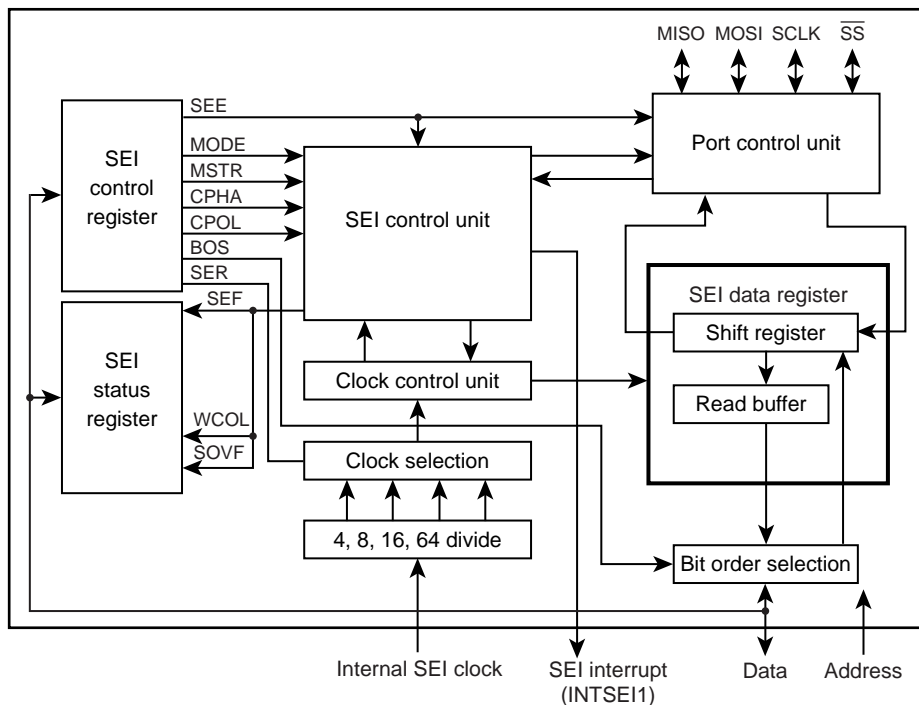 MISO MOSI SCLK SS
SEE
SEI
control
register
MODE
MSTR
CPHA
CPOL
BOS
SER
SEI control unit
Port control unit
SEF
SEI
status
register
WCOL
SOVF
SEI data register
Shift register
Read buffer
Clock control unit
Clock selection
4, 8, 16, 64 divide
Bit order selection
Internal SEI clock
SEI interrupt
(INTSEI1)
Data
Address